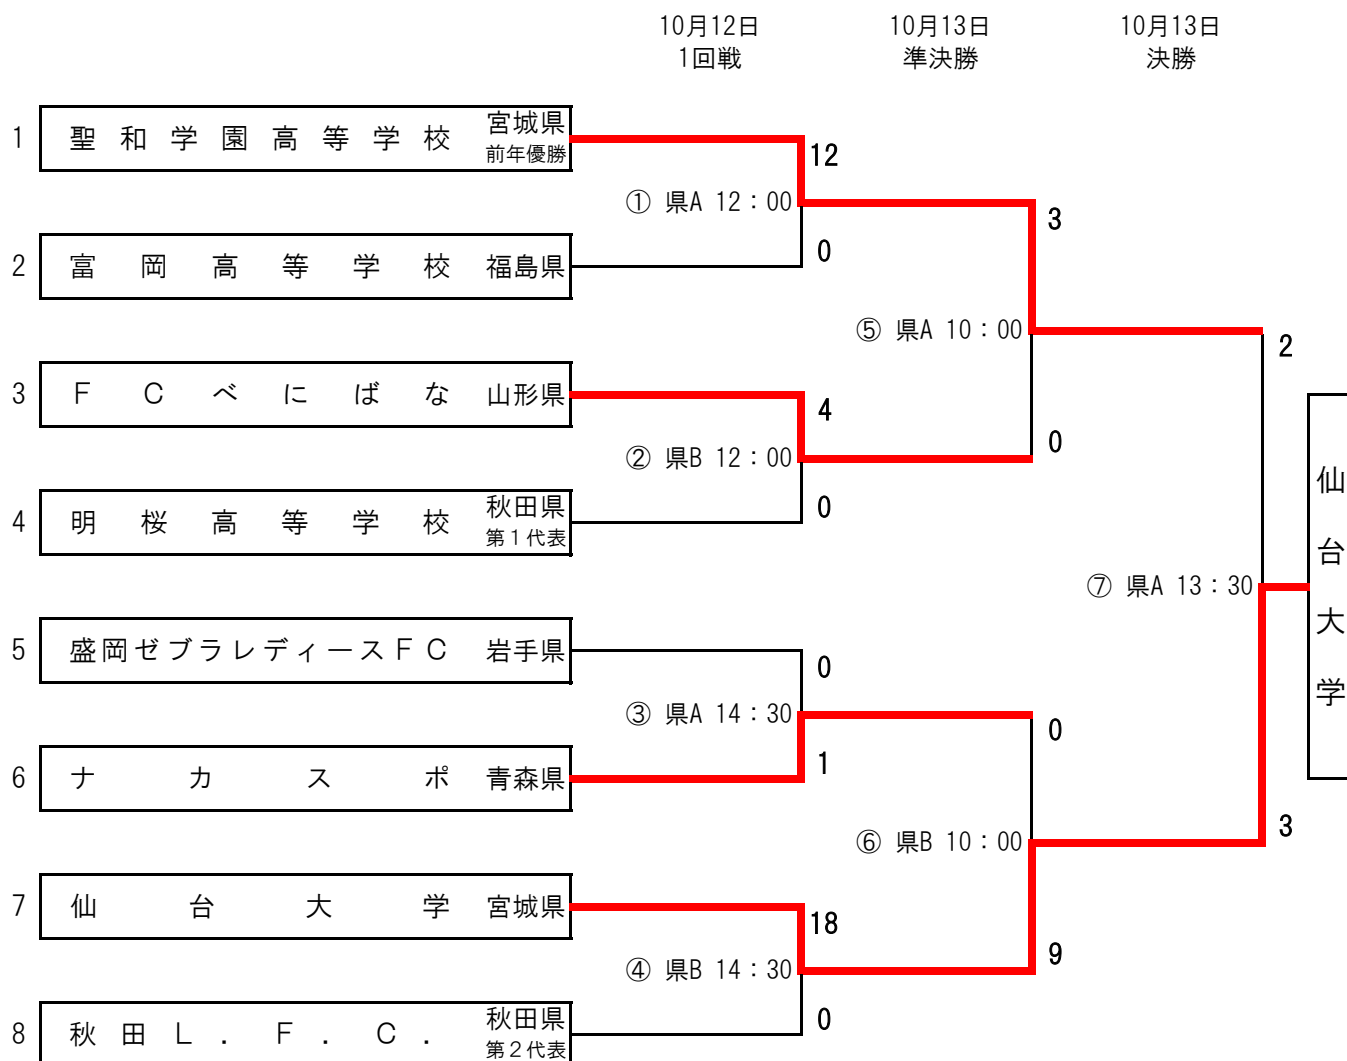 10月12日 10月13日 10月13日
1回戦 準決勝 決勝
1 聖和学園高等学校 宮城県
前年優勝
12
① 県A 12：00
3
2 富岡高等学校 福島県
0
⑤ 県A 10：00
2
3 FCべにばな 山形県
4
② 県B 12：00
0
4 明桜高等学校 秋田県
第1代表
0
⑦ 県A 13：30
仙台大学
5 盛岡ゼブラレディースFC 岩手県
0
③ 県A 14：30
0
6 ナカスポ 青森県
1
⑥ 県B 10：00
3
7 仙台大学 宮城県
18
④ 県B 14：30
9
8 秋田L.F.C. 秋田県
第2代表
0